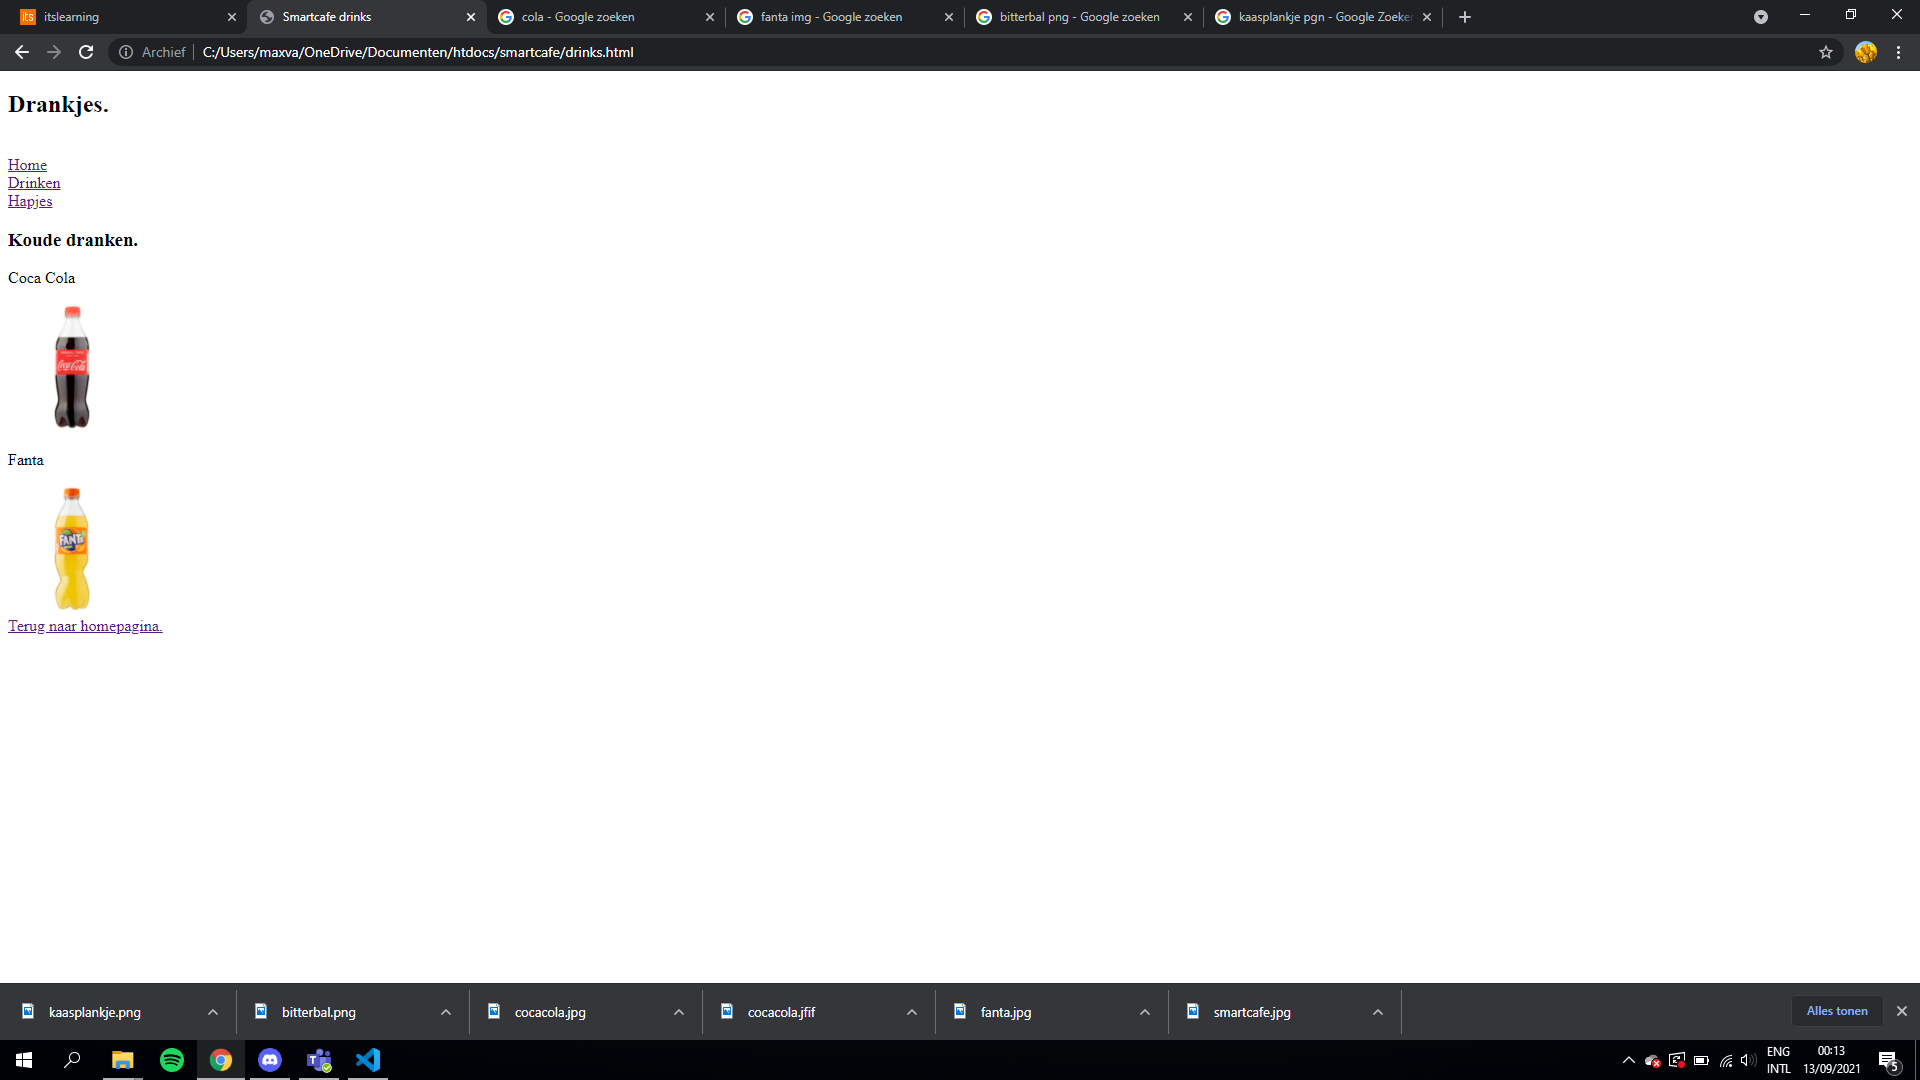 itslearning
Smartcafe drinks
cola - Google zoeken
fanta img - Google zoeken
bitterbal png - Google zoeken
kaasplankje pgn - Google Zoeken
Archief
C:/Users/maxva/OneDrive/Documenten/htdocs/smartcafe/drinks.html
Drankjes.
Home
Drinken
Hapjes
Koude dranken.
Coca Cola
Coca-Cola
Fanta
FANTA
Terug naar homepagina.
kaasplankje.png
bitterbal.png
cocacola.jpg
cocacola.jfif
fanta.jpg
smartcafe.jpg
Alles tonen
ENG
INTL
00:13
13/09/2021
5